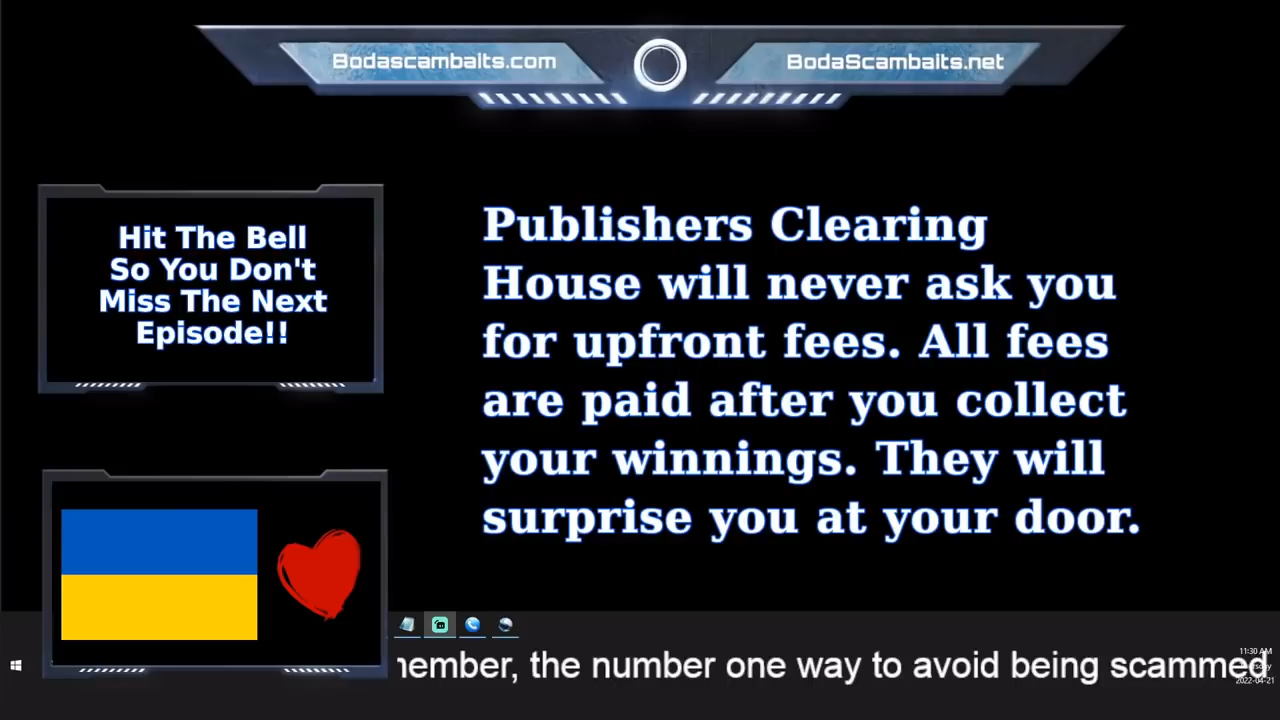 Bodascambaits.com
BodaScambaits.net
Hit The Bell
So You Don't
Miss The Next
Episode!!
Publishers Clearing
House will never ask you
for upfront fees. All fees
are paid after you collect
your winnings. They will
surprise you at your door.
11:30 AM
2022-04-21
the number one way to avoid being scammed